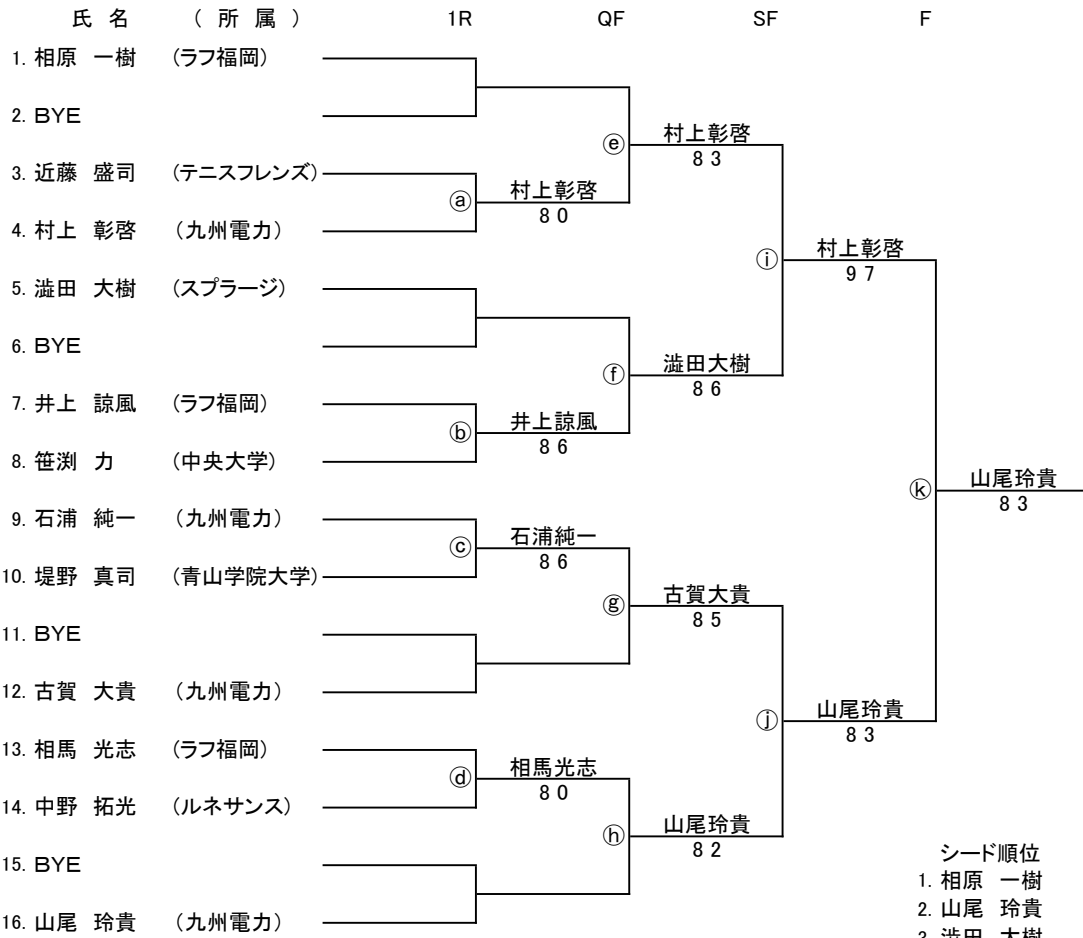 氏 名 ( 所 属 ) 1R QF SF F
1. 相原 一樹 (ラフ福岡)
2. BYE
ⓔ 村上彰啓
8 3
3. 近藤 盛司 (テニスフレンズ)
ⓐ 村上彰啓
8 0
4. 村上 彰啓 (九州電力)
ⓘ 村上彰啓
9 7
5. 澁田 大樹 (スプラージ)
6. BYE
ⓕ 澁田大樹
8 6
7. 井上 諒風 (ラフ福岡)
ⓑ 井上諒風
8 6
8. 笹渕 力 (中央大学)
ⓚ 山尾玲貴
8 3
9. 石浦 純一 (九州電力)
ⓒ 石浦純一
8 6
10. 堤野 真司 (青山学院大学)
ⓖ 古賀大貴
8 5
11. BYE
12. 古賀 大貴 (九州電力)
ⓙ 山尾玲貴
8 3
13. 相馬 光志 (ラフ福岡)
ⓓ 相馬光志
8 0
14. 中野 拓光 (ルネサンス)
ⓗ 山尾玲貴
8 2
15. BYE
16. 山尾 玲貴 (九州電力)
シード順位
1. 相原 一樹
2. 山尾 玲貴
3. 澁田 大樹